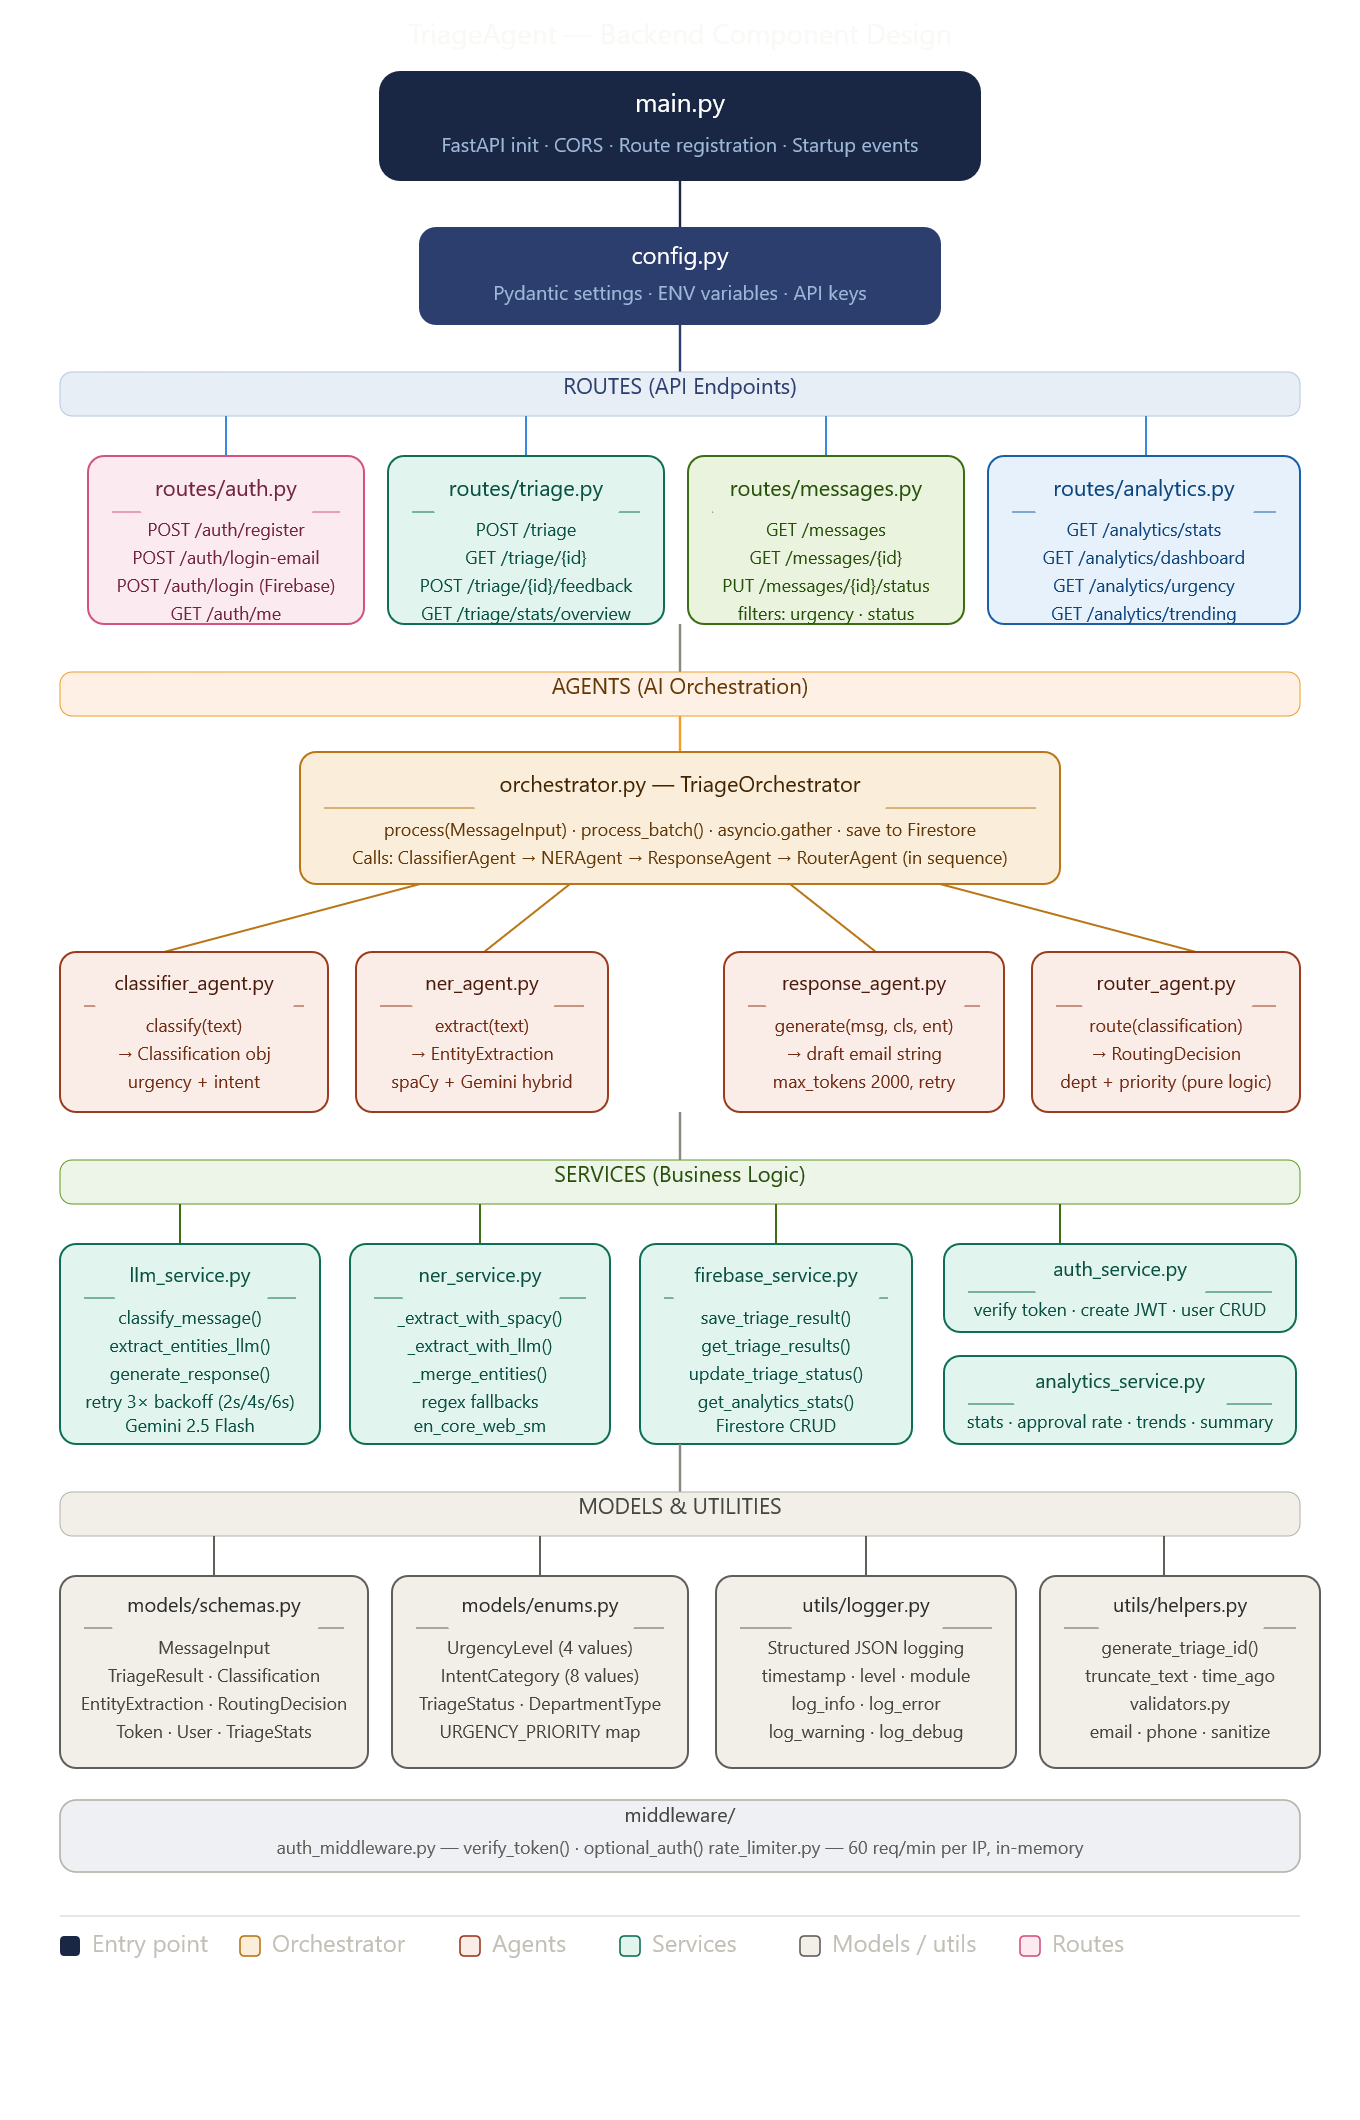 TriageAgent — Backend Component Design
main.py
FastAPI init · CORS · Route registration · Startup events
config.py
Pydantic settings · ENV variables · API keys
ROUTES (API Endpoints)
routes/auth.py
POST /auth/register
POST /auth/login-email
POST /auth/login (Firebase)
GET /auth/me
routes/triage.py
POST /triage
GET /triage/{id}
POST /triage/{id}/feedback
GET /triage/stats/overview
routes/messages.py
GET /messages
GET /messages/{id}
PUT /messages/{id}/status
filters: urgency · status
routes/analytics.py
GET /analytics/stats
GET /analytics/dashboard
GET /analytics/urgency
GET /analytics/trending
AGENTS (AI Orchestration)
orchestrator.py — TriageOrchestrator
process(MessageInput) · process_batch() · asyncio.gather · save to Firestore
Calls: ClassifierAgent → NERAgent → ResponseAgent → RouterAgent (in sequence)
classifier_agent.py
classify(text)
→ Classification obj
urgency + intent
ner_agent.py
extract(text)
→ EntityExtraction
spaCy + Gemini hybrid
response_agent.py
generate(msg, cls, ent)
→ draft email string
max_tokens 2000, retry
router_agent.py
route(classification)
→ RoutingDecision
dept + priority (pure logic)
SERVICES (Business Logic)
llm_service.py
classify_message()
extract_entities_llm()
generate_response()
retry 3× backoff (2s/4s/6s)
Gemini 2.5 Flash
ner_service.py
_extract_with_spacy()
_extract_with_llm()
_merge_entities()
regex fallbacks
en_core_web_sm
firebase_service.py
save_triage_result()
get_triage_results()
update_triage_status()
get_analytics_stats()
Firestore CRUD
auth_service.py
verify token · create JWT · user CRUD
analytics_service.py
stats · approval rate · trends · summary
MODELS & UTILITIES
models/schemas.py
MessageInput
TriageResult · Classification
EntityExtraction · RoutingDecision
Token · User · TriageStats
models/enums.py
UrgencyLevel (4 values)
IntentCategory (8 values)
TriageStatus · DepartmentType
URGENCY_PRIORITY map
utils/logger.py
Structured JSON logging
timestamp · level · module
log_info · log_error
log_warning · log_debug
utils/helpers.py
generate_triage_id()
truncate_text · time_ago
validators.py
email · phone · sanitize
middleware/
auth_middleware.py — verify_token() · optional_auth() rate_limiter.py — 60 req/min per IP, in-memory
Entry point Orchestrator Agents Services Models / utils Routes